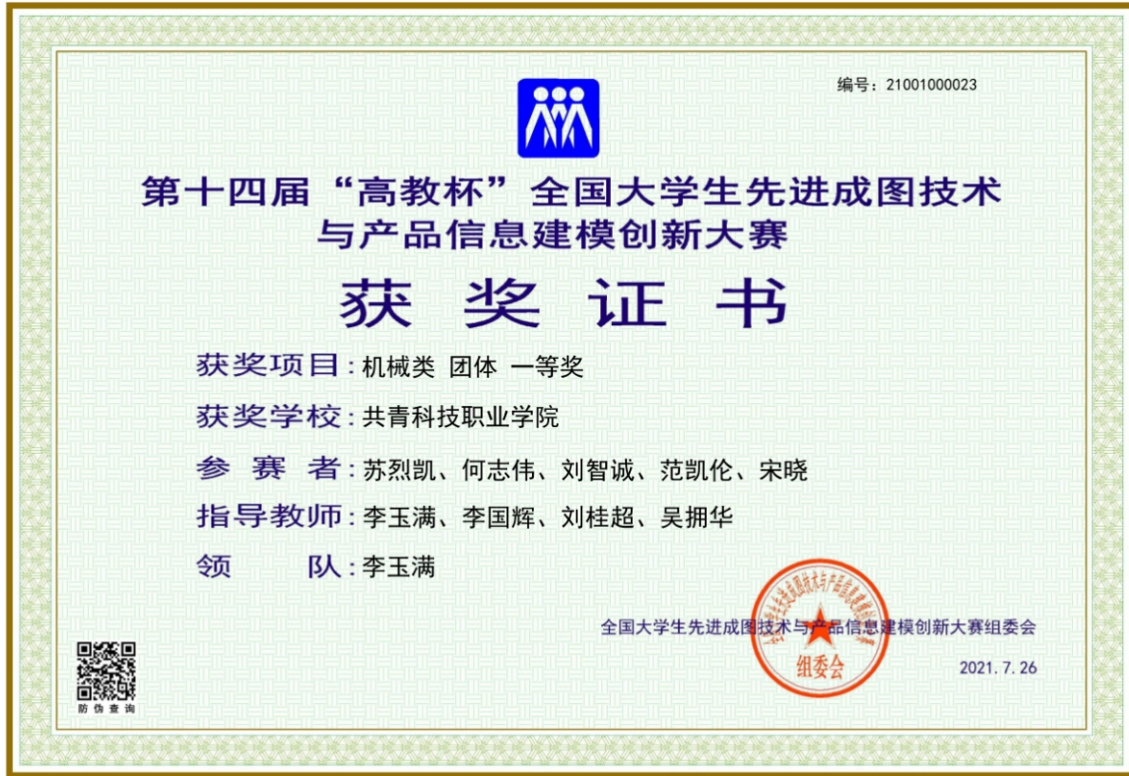 编号：21001000023
第十四届“高教杯”全国大学生先进成图技术
与产品信息建模创新大赛
获奖证书
获奖项目：机械类 团体 一等奖
获奖学校：共青科技职业学院
参赛者：苏烈凯、何志伟、刘智诚、范凯伦、宋晓
指导教师：李玉满、李国辉、刘桂超、吴拥华
领队：李玉满
全国大学生先进成图技术与产品信息建模创新大赛组委会
组委会
2021.7.26
防伪查询